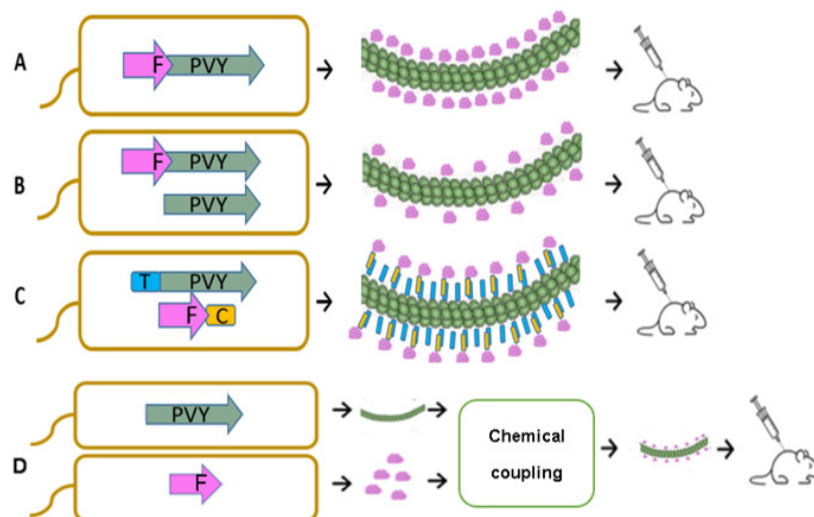 A
F PVY
B
F PVY
PVY
C
T PVY
F C
D
PVY
F
Chemical
coupling